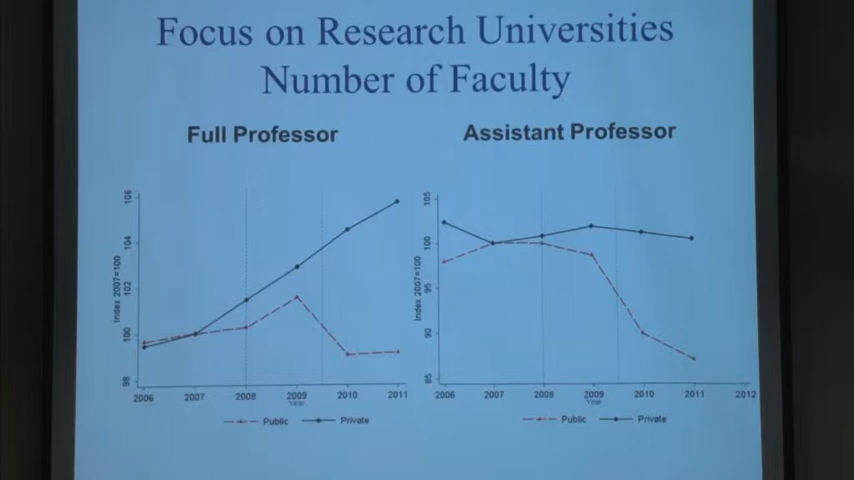 Focus on Research Universities
Number of Faculty
Full Professor
Assistant Professor
Index 2007=100
106
104
102
100
98
2006 2007 2008 2009 2010 2011
Year
Public Private
Index 2007=100
105
100
95
90
85
2006 2007 2008 2009 2010 2011 2012
Year
Public Private